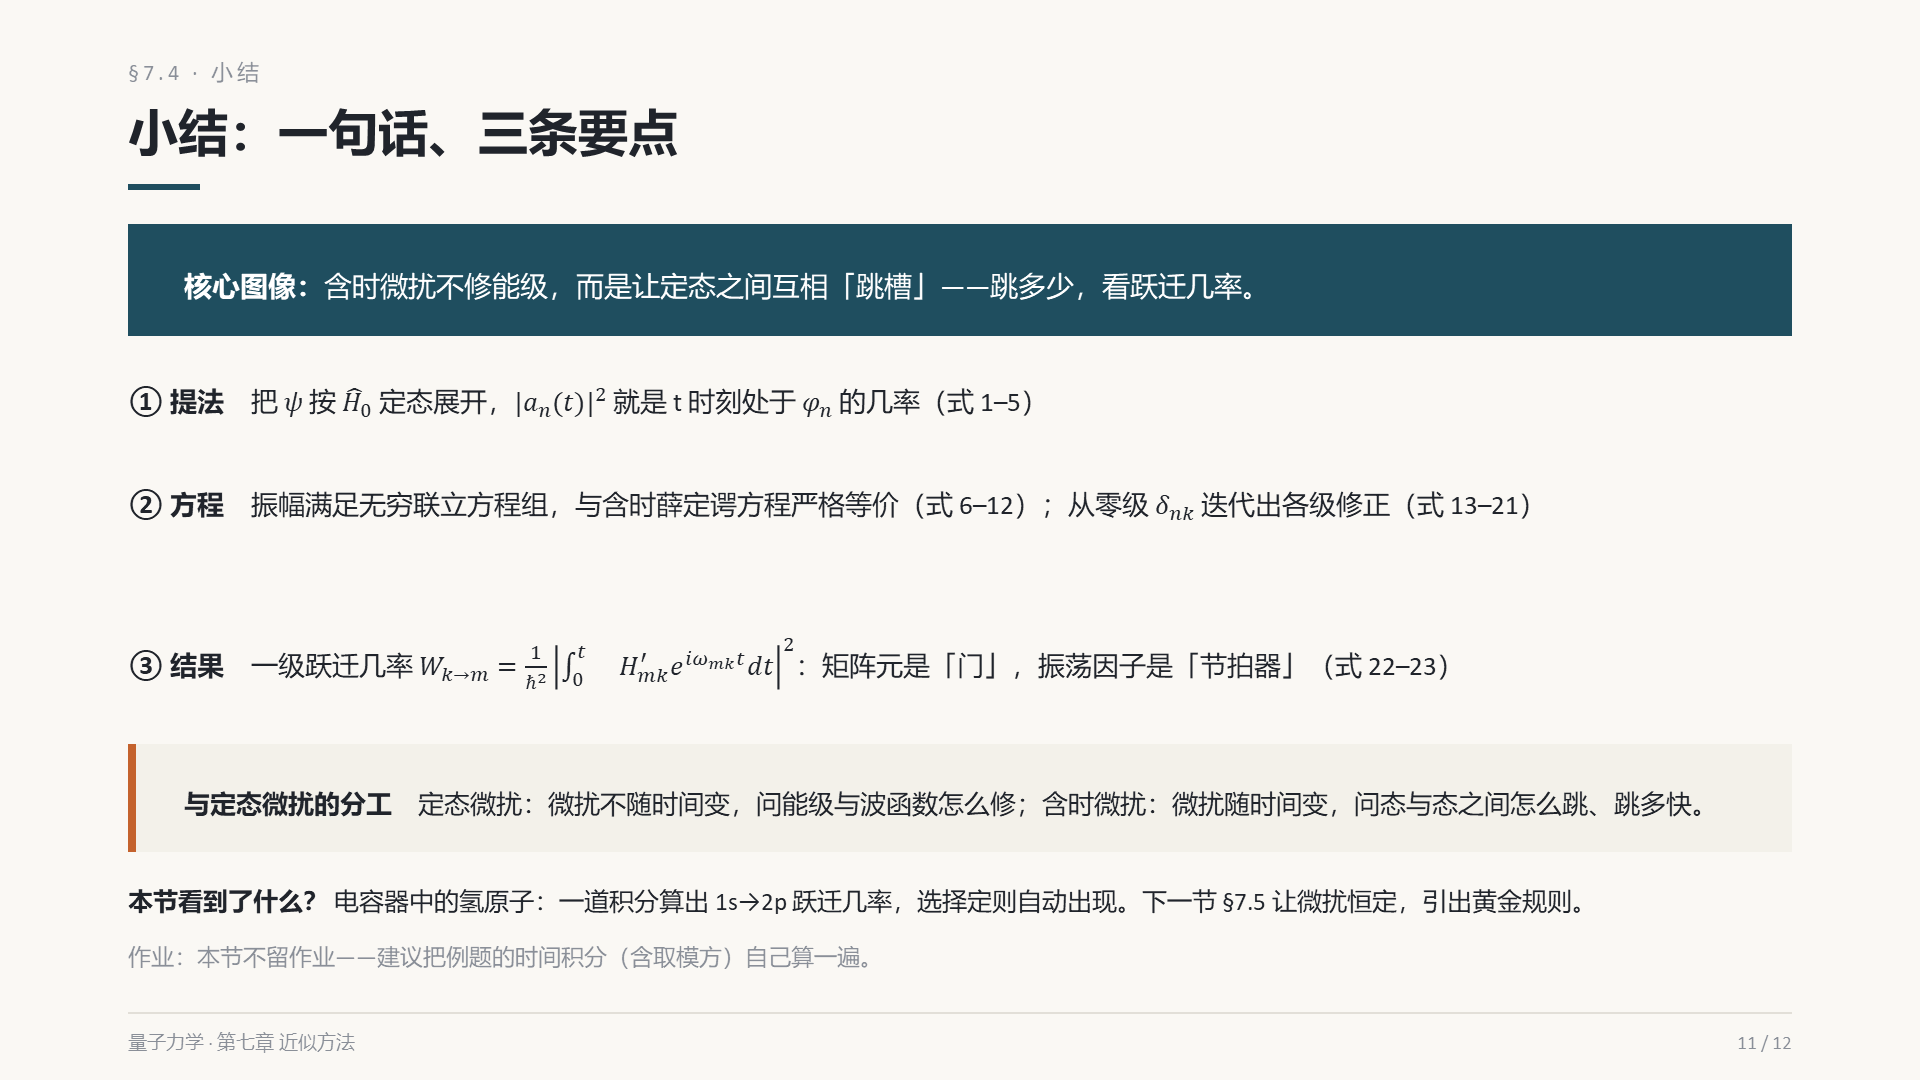 §7.4 · 小结
小结：一句话、三条要点
核心图像：含时微扰不修能级，而是让定态之间互相「跳槽」——跳多少，看跃迁几率。
① 提法　把 ψ 按 Ĥ₀ 定态展开，|aₙ(t)|² 就是 t 时刻处于 φₙ 的几率（式 1–5）
② 方程　振幅满足无穷联立方程组，与含时薛定谔方程严格等价（式 6–12）；从零级 δₙₖ 迭代出各级修正（式 13–21）
③ 结果　一级跃迁几率 W_{k→m} = \frac{1}{ℏ²} |∫_0^t H′_{mk} e^{iω_{mk}t} dt|²：矩阵元是「门」，振荡因子是「节拍器」（式 22–23）
与定态微扰的分工　定态微扰：微扰不随时间变，问能级与波函数怎么修；含时微扰：微扰随时间变，问态与态之间怎么跳、跳多快。
本节看到了什么？ 电容器中的氢原子：一道积分算出 1s→2p 跃迁几率，选择定则自动出现。下一节 §7.5 让微扰恒定，引出黄金规则。
作业：本节不留作业——建议把例题的时间积分（含取模方）自己算一遍。
量子力学 · 第七章 近似方法
11 / 12